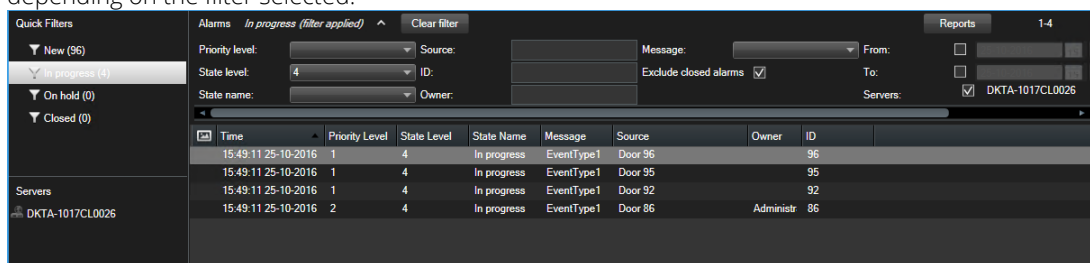 depending on the filter selected.
Quick Filters
New (96)
In progress (4)
On hold (0)
Closed (0)
Servers
DKTA-1017CL0026
Alarms In progress (filter applied) Clear filter Reports 1-4
Priority level: Source: Message: From:
State level: 4 ID: Exclude closed alarms To:
State name: Owner: Servers: DKTA-1017CL0026
Time Priority Level State Level State Name Message Source Owner ID
15:49:11 25-10-2016 1 4 In progress EventType1 Door 96 96
15:49:11 25-10-2016 1 4 In progress EventType1 Door 95 95
15:49:11 25-10-2016 1 4 In progress EventType1 Door 92 92
15:49:11 25-10-2016 2 4 In progress EventType1 Door 86 Administr 86